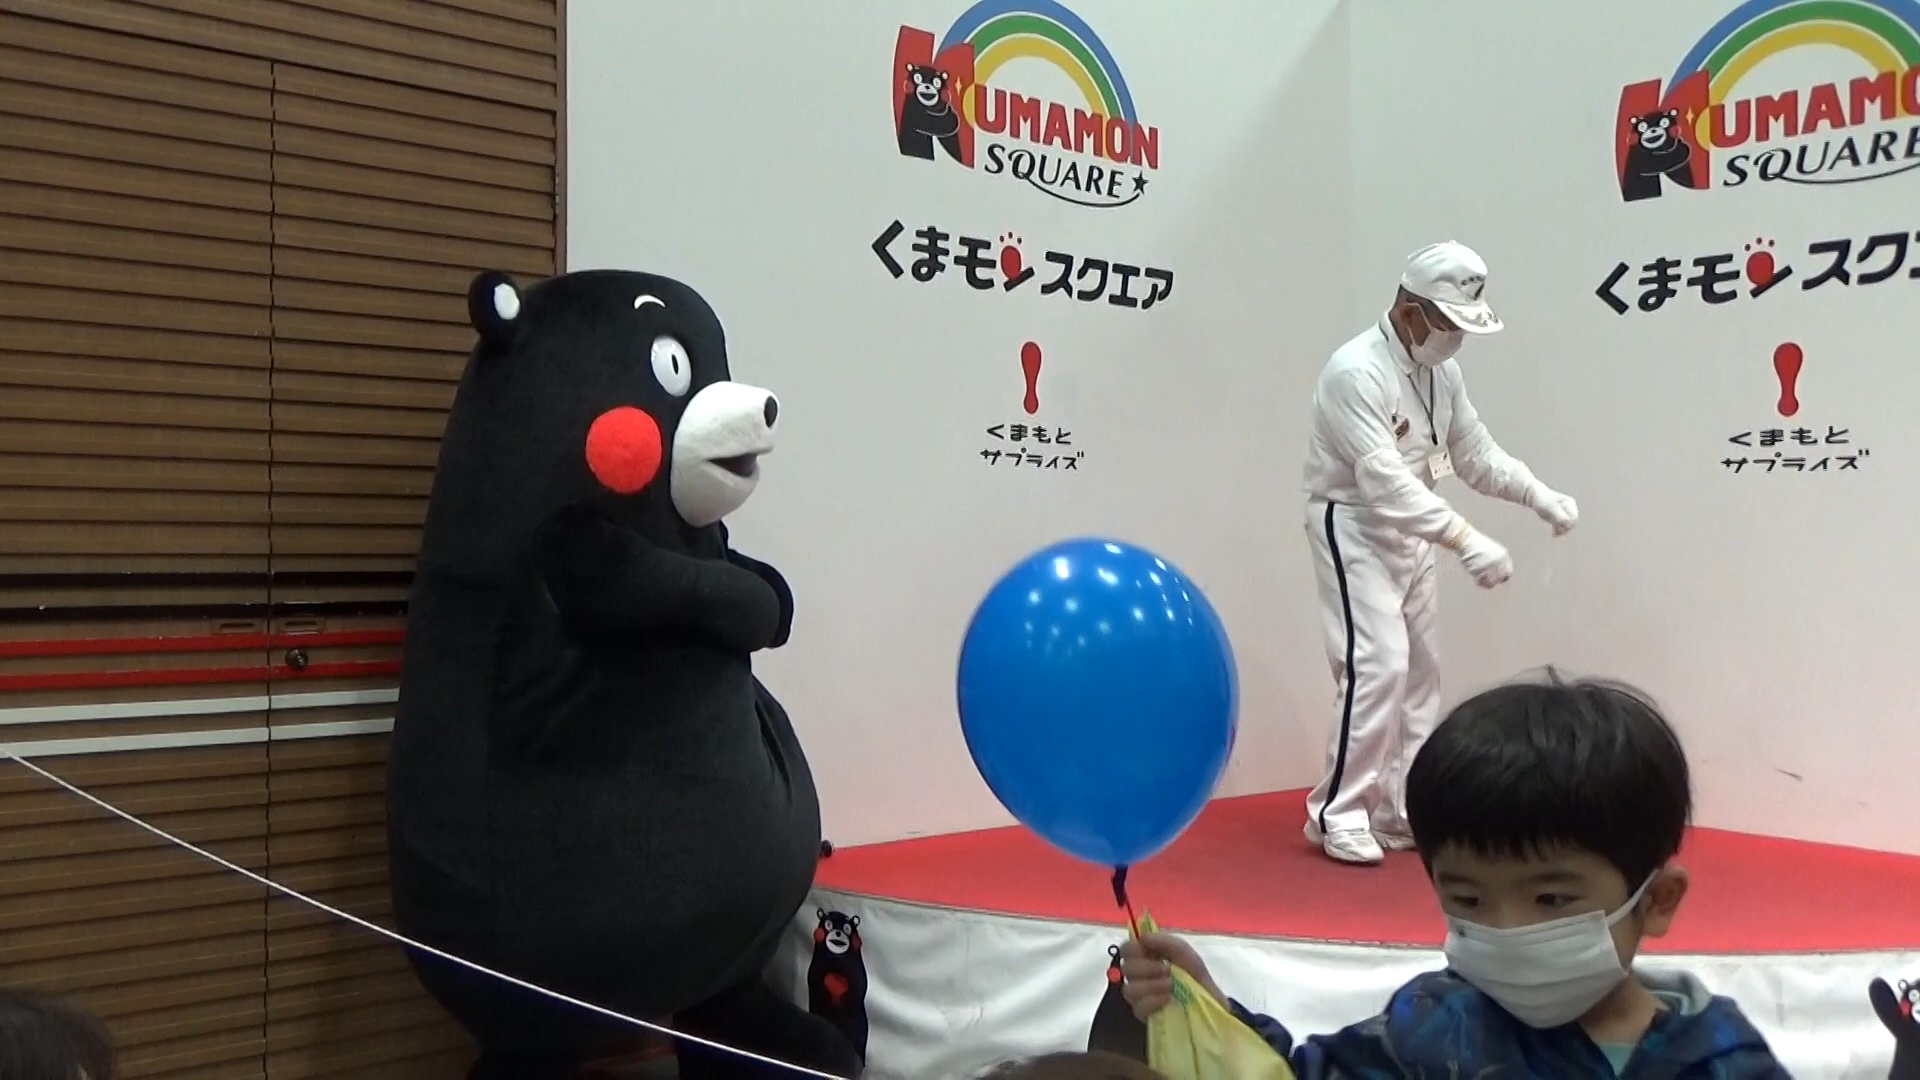 KUMAMON
SQUARE
くまモンスクエア
くまもと
サプライズ
KUMAMO
SQUARE
くまモンスクエ
くまもと
サプライズ